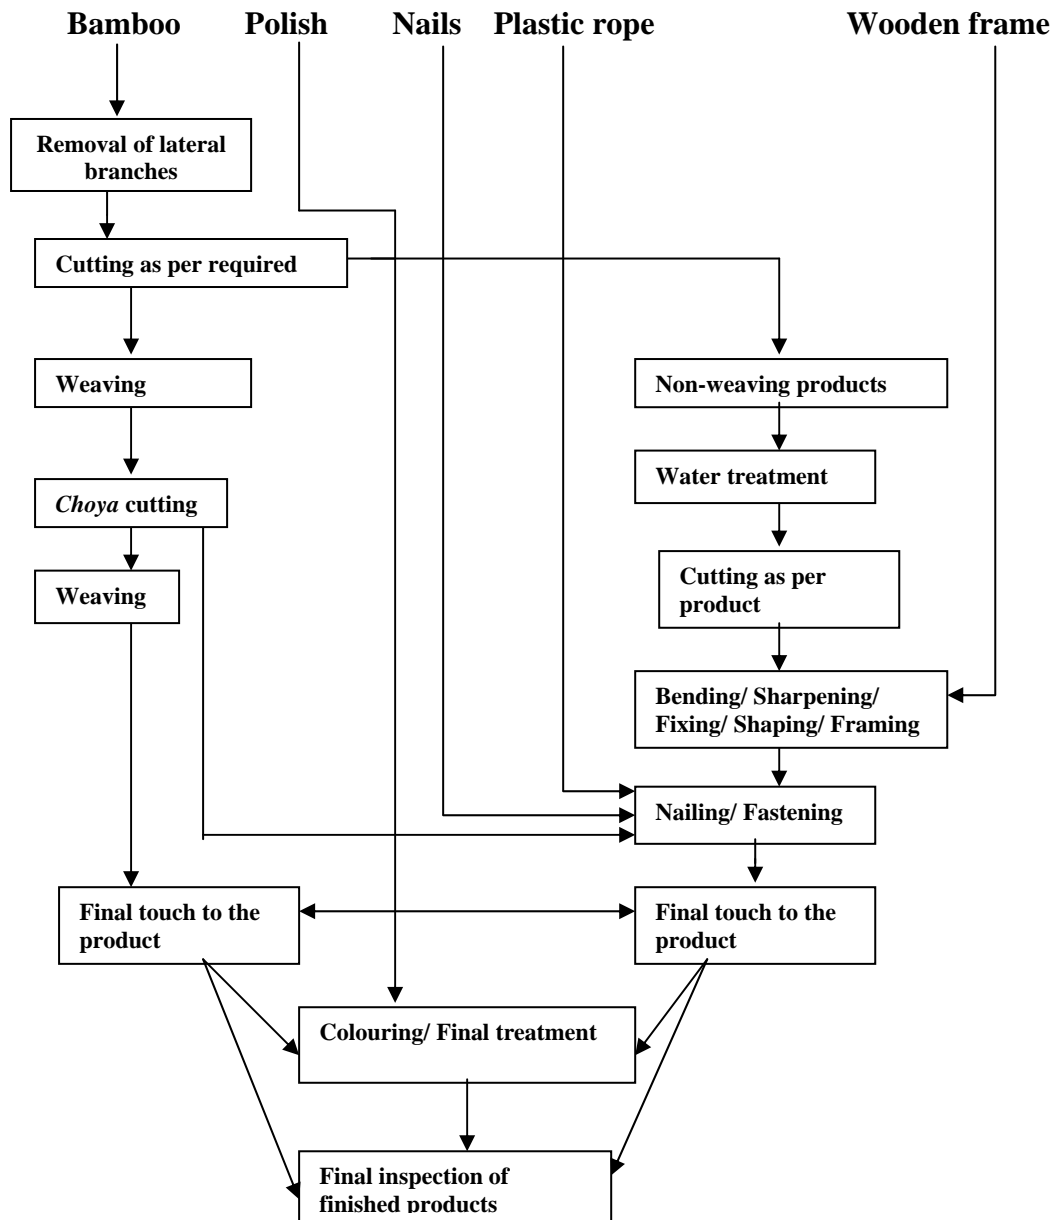 Bamboo Polish Nails Plastic rope Wooden frame
Removal of lateral
branches
Cutting as per required
Weaving
Non-weaving products
Choya cutting
Water treatment
Weaving
Cutting as per
product
Bending/ Sharpening/
Fixing/ Shaping/ Framing
Nailing/ Fastening
Final touch to the
product
Final touch to the
product
Colouring/ Final treatment
Final inspection of
finished products